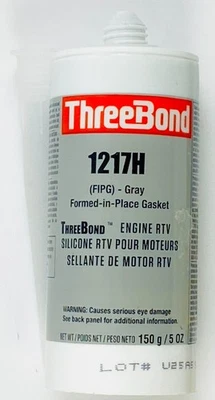 ThreeBond
1217H
(FIPG) - Gray
Formed-in-Place Gasket
THREEBOND™ ENGINE RTV
SILICONE RTV POUR MOTEURS
SELLANTE DE MOTOR RTV
WARNING: Causes serious eye damage
See back panel for additional information.
NET WT / POIDS NET / PESO NETO 150 g / 5 OZ
LOT#